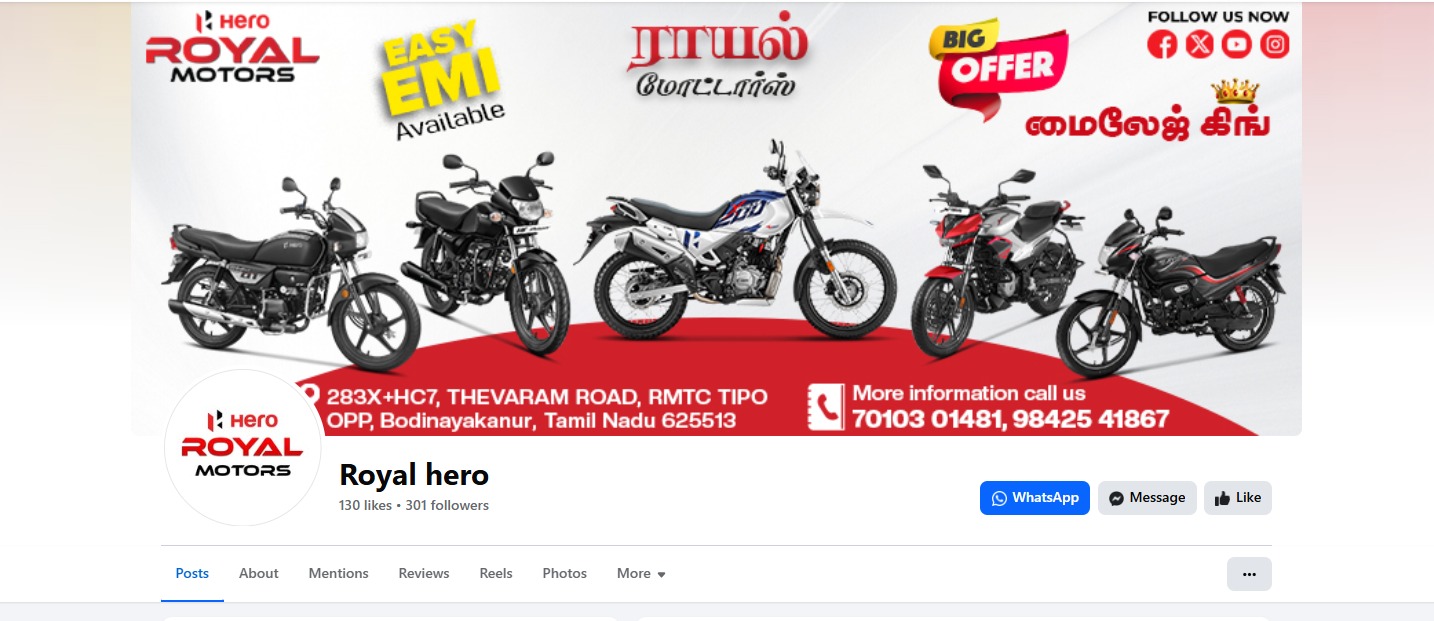 Hero
ROYAL
MOTORS
EASY
EMI
Available
ராயல்
மோட்டார்ஸ்
BIG
OFFER
FOLLOW US NOW
மைலேஜ் கிங்
283X+HC7, THEVARAM ROAD, RMTC TIPO
OPP, Bodinayakanur, Tamil Nadu 625513
More information call us
70103 01481, 98425 41867
Hero
ROYAL
MOTORS
Royal hero
130 likes • 301 followers
WhatsApp
Message
Like
Posts
About
Mentions
Reviews
Reels
Photos
More